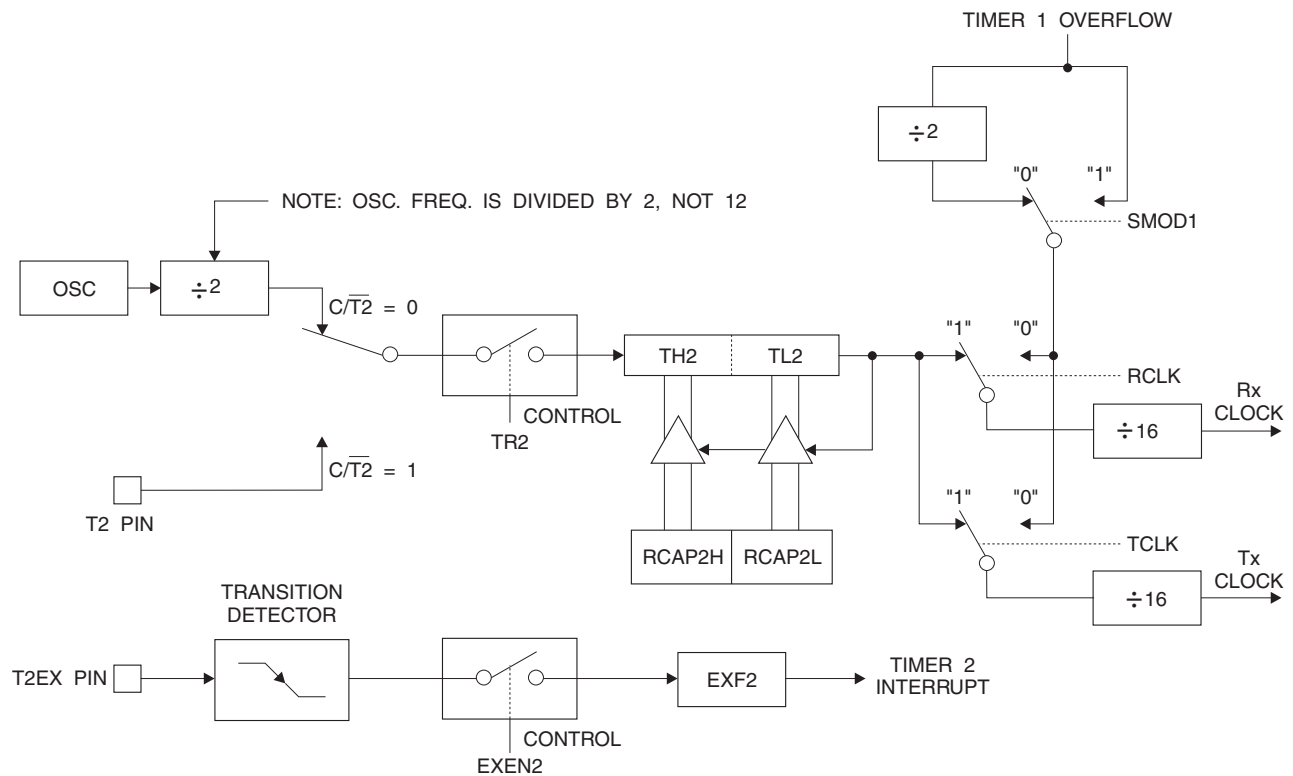 TIMER 1 OVERFLOW
÷2
"0" "1"
SMOD1
NOTE: OSC. FREQ. IS DIVIDED BY 2, NOT 12
OSC
÷2
C/T2̅ = 0
TH2 TL2
"1" "0"
RCLK
Rx
CLOCK
÷16
CONTROL
TR2
C/T2̅ = 1
T2 PIN
RCAP2H RCAP2L
"1" "0"
TCLK
Tx
CLOCK
÷16
TRANSITION
DETECTOR
T2EX PIN
EXF2
TIMER 2
INTERRUPT
CONTROL
EXEN2